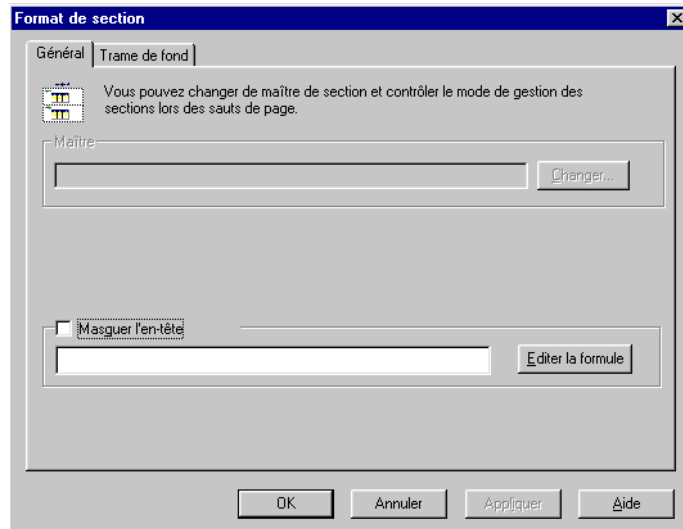 Format de section
Général Trame de fond
Vous pouvez changer de maître de section et contrôler le mode de gestion des
sections lors des sauts de page.
Maître
Changer...
Masquer l'en-tête
Editer la formule
OK Annuler Appliquer Aide